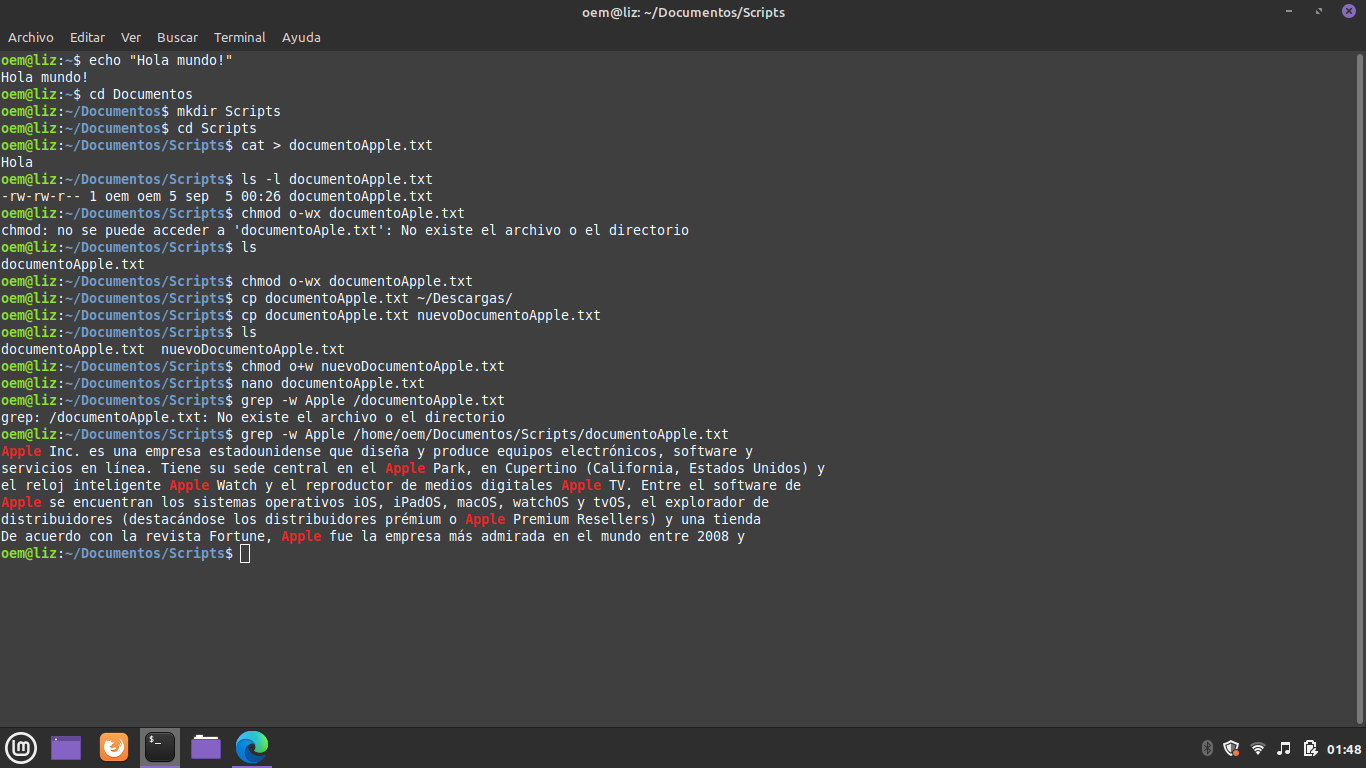 oem@liz: ~/Documentos/Scripts
Archivo Editar Ver Buscar Terminal Ayuda
oem@liz:~$ echo "Hola mundo!"
Hola mundo!
oem@liz:~$ cd Documentos
oem@liz:~/Documentos$ mkdir Scripts
oem@liz:~/Documentos$ cd Scripts
oem@liz:~/Documentos/Scripts$ cat > documentoApple.txt
Hola
oem@liz:~/Documentos/Scripts$ ls -l documentoApple.txt
-rw-rw-r-- 1 oem oem 5 sep  5 00:26 documentoApple.txt
oem@liz:~/Documentos/Scripts$ chmod o-wx documentoAple.txt
chmod: no se puede acceder a 'documentoAple.txt': No existe el archivo o el directorio
oem@liz:~/Documentos/Scripts$ ls
documentoApple.txt
oem@liz:~/Documentos/Scripts$ chmod o-wx documentoApple.txt
oem@liz:~/Documentos/Scripts$ cp documentoApple.txt ~/Descargas/
oem@liz:~/Documentos/Scripts$ cp documentoApple.txt nuevoDocumentoApple.txt
oem@liz:~/Documentos/Scripts$ ls
documentoApple.txt  nuevoDocumentoApple.txt
oem@liz:~/Documentos/Scripts$ chmod o+w nuevoDocumentoApple.txt
oem@liz:~/Documentos/Scripts$ nano documentoApple.txt
oem@liz:~/Documentos/Scripts$ grep -w Apple /documentoApple.txt
grep: /documentoApple.txt: No existe el archivo o el directorio
oem@liz:~/Documentos/Scripts$ grep -w Apple /home/oem/Documentos/Scripts/documentoApple.txt
Apple Inc. es una empresa estadounidense que diseña y produce equipos electrónicos, software y
servicios en línea. Tiene su sede central en el Apple Park, en Cupertino (California, Estados Unidos) y
el reloj inteligente Apple Watch y el reproductor de medios digitales Apple TV. Entre el software de
Apple se encuentran los sistemas operativos iOS, iPadOS, macOS, watchOS y tvOS, el explorador de
distribuidores (destacándose los distribuidores prémium o Apple Premium Resellers) y una tienda
De acuerdo con la revista Fortune, Apple fue la empresa más admirada en el mundo entre 2008 y
oem@liz:~/Documentos/Scripts$
$_
01:48